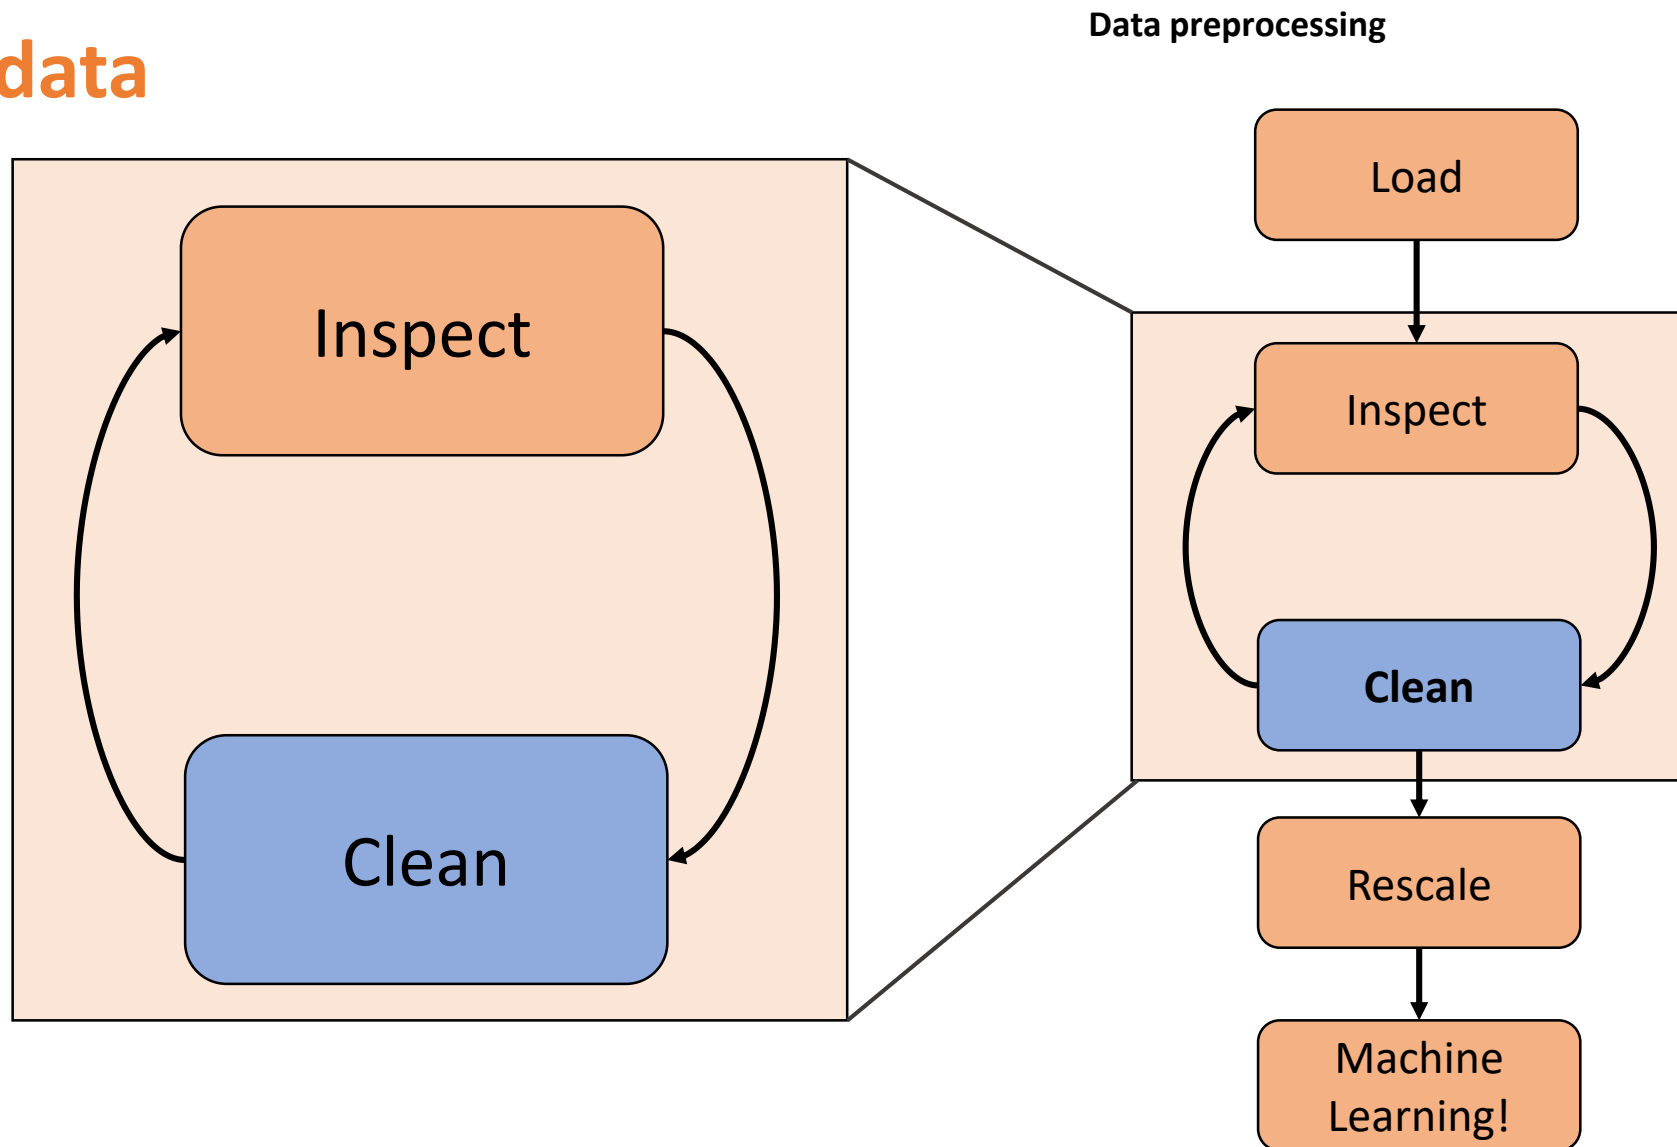 data
Data preprocessing
Inspect
Clean
Load
Inspect
Clean
Rescale
Machine
Learning!